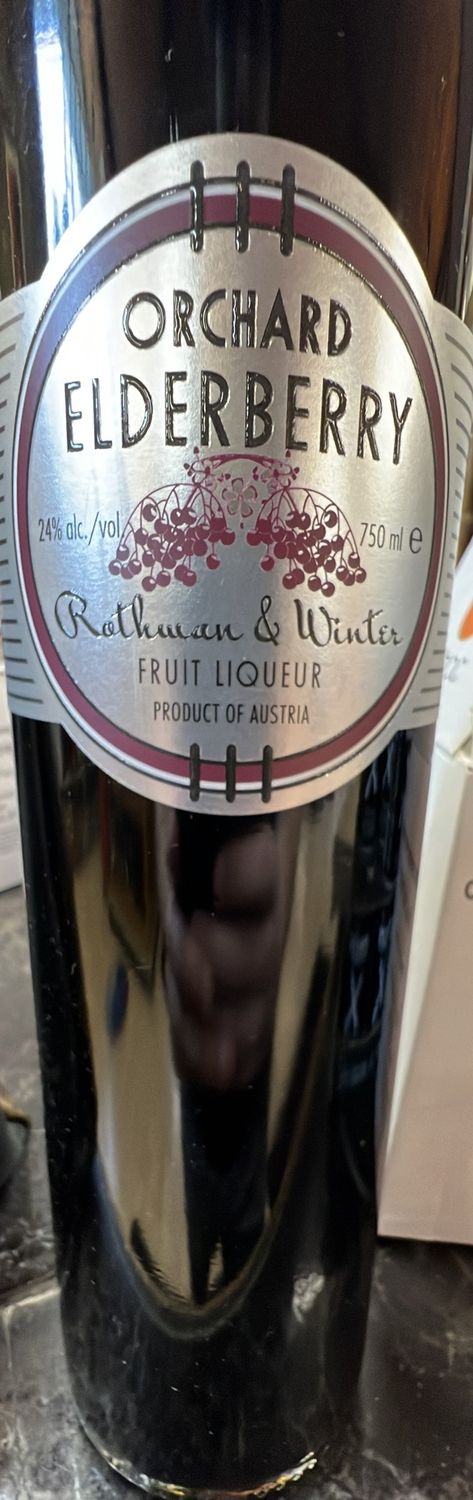 ORCHARD
ELDERBERRY
24% alc./vol 750 ml e
Rothman & Winter
FRUIT LIQUEUR
PRODUCT OF AUSTRIA